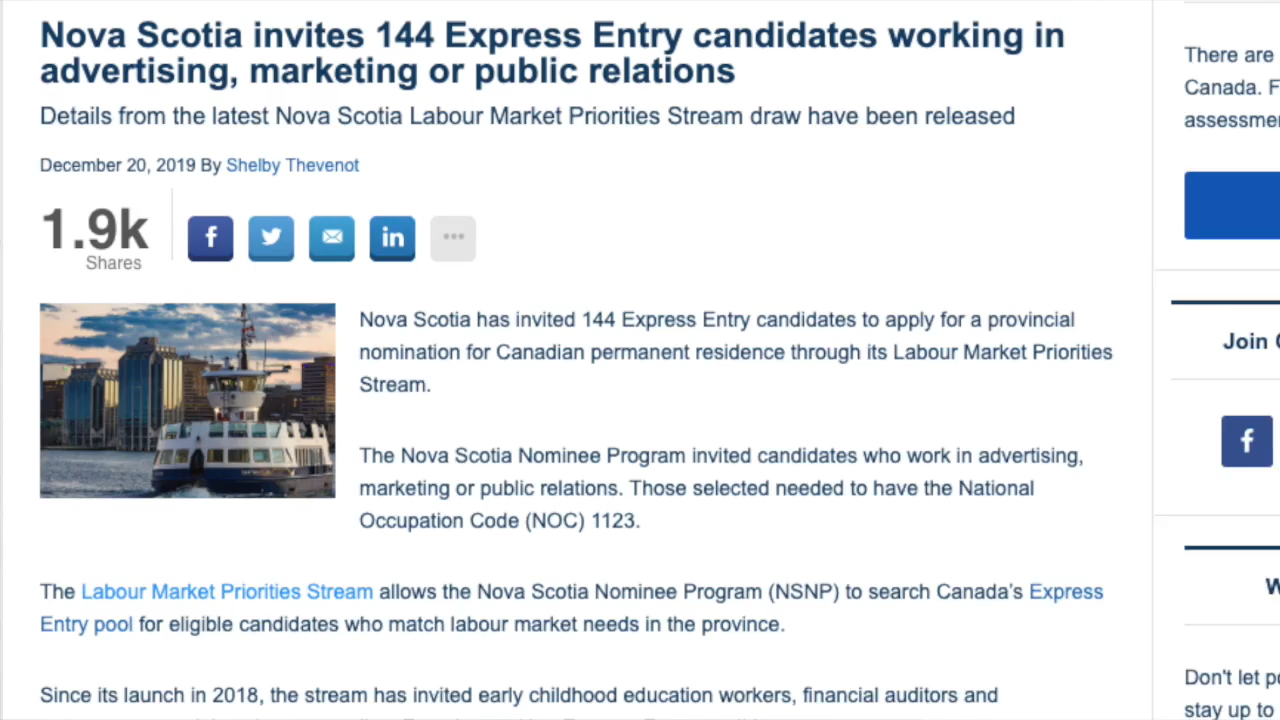 Nova Scotia invites 144 Express Entry candidates working in
advertising, marketing or public relations
Details from the latest Nova Scotia Labour Market Priorities Stream draw have been released
December 20, 2019 By Shelby Thevenot
1.9k
Shares
Nova Scotia has invited 144 Express Entry candidates to apply for a provincial
nomination for Canadian permanent residence through its Labour Market Priorities
Stream.
The Nova Scotia Nominee Program invited candidates who work in advertising,
marketing or public relations. Those selected needed to have the National
Occupation Code (NOC) 1123.
The Labour Market Priorities Stream allows the Nova Scotia Nominee Program (NSNP) to search Canada's Express
Entry pool for eligible candidates who match labour market needs in the province.
Since its launch in 2018, the stream has invited early childhood education workers, financial auditors and
There are
Canada. F
assessme
Join
Don't let p
stay up to